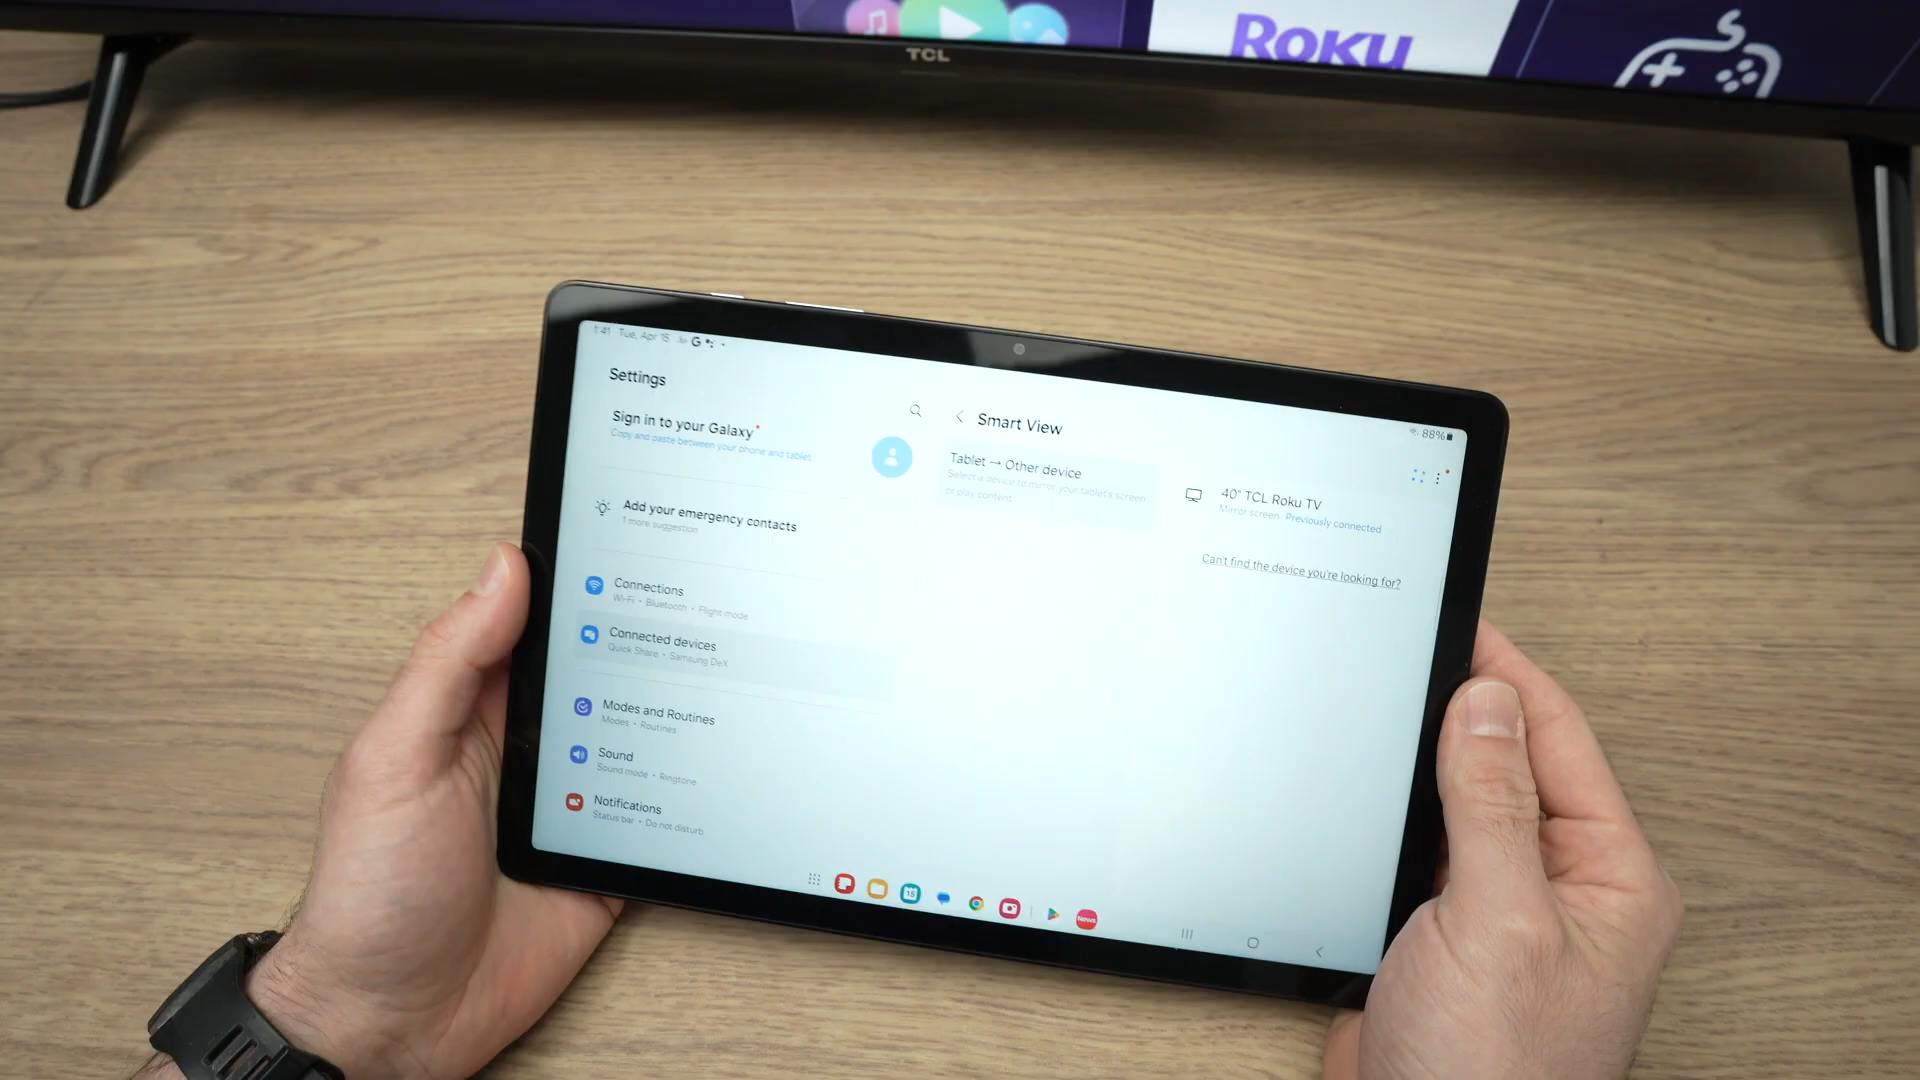 Roku
TCL
1:41 Tue, Apr 15
88%
Settings
Sign in to your Galaxy
Copy and paste between your phone and tablet
Add your emergency contacts
1 more suggestion
Connections
Wi-Fi • Bluetooth • Flight mode
Connected devices
Quick Share • Samsung DeX
Modes and Routines
Modes • Routines
Sound
Sound mode • Ringtone
Notifications
Status bar • Do not disturb
Smart View
Tablet → Other device
Select a device to mirror your tablet's screen
or play content.
40" TCL Roku TV
Mirror screen Previously connected
Can't find the device you're looking for?
15
News